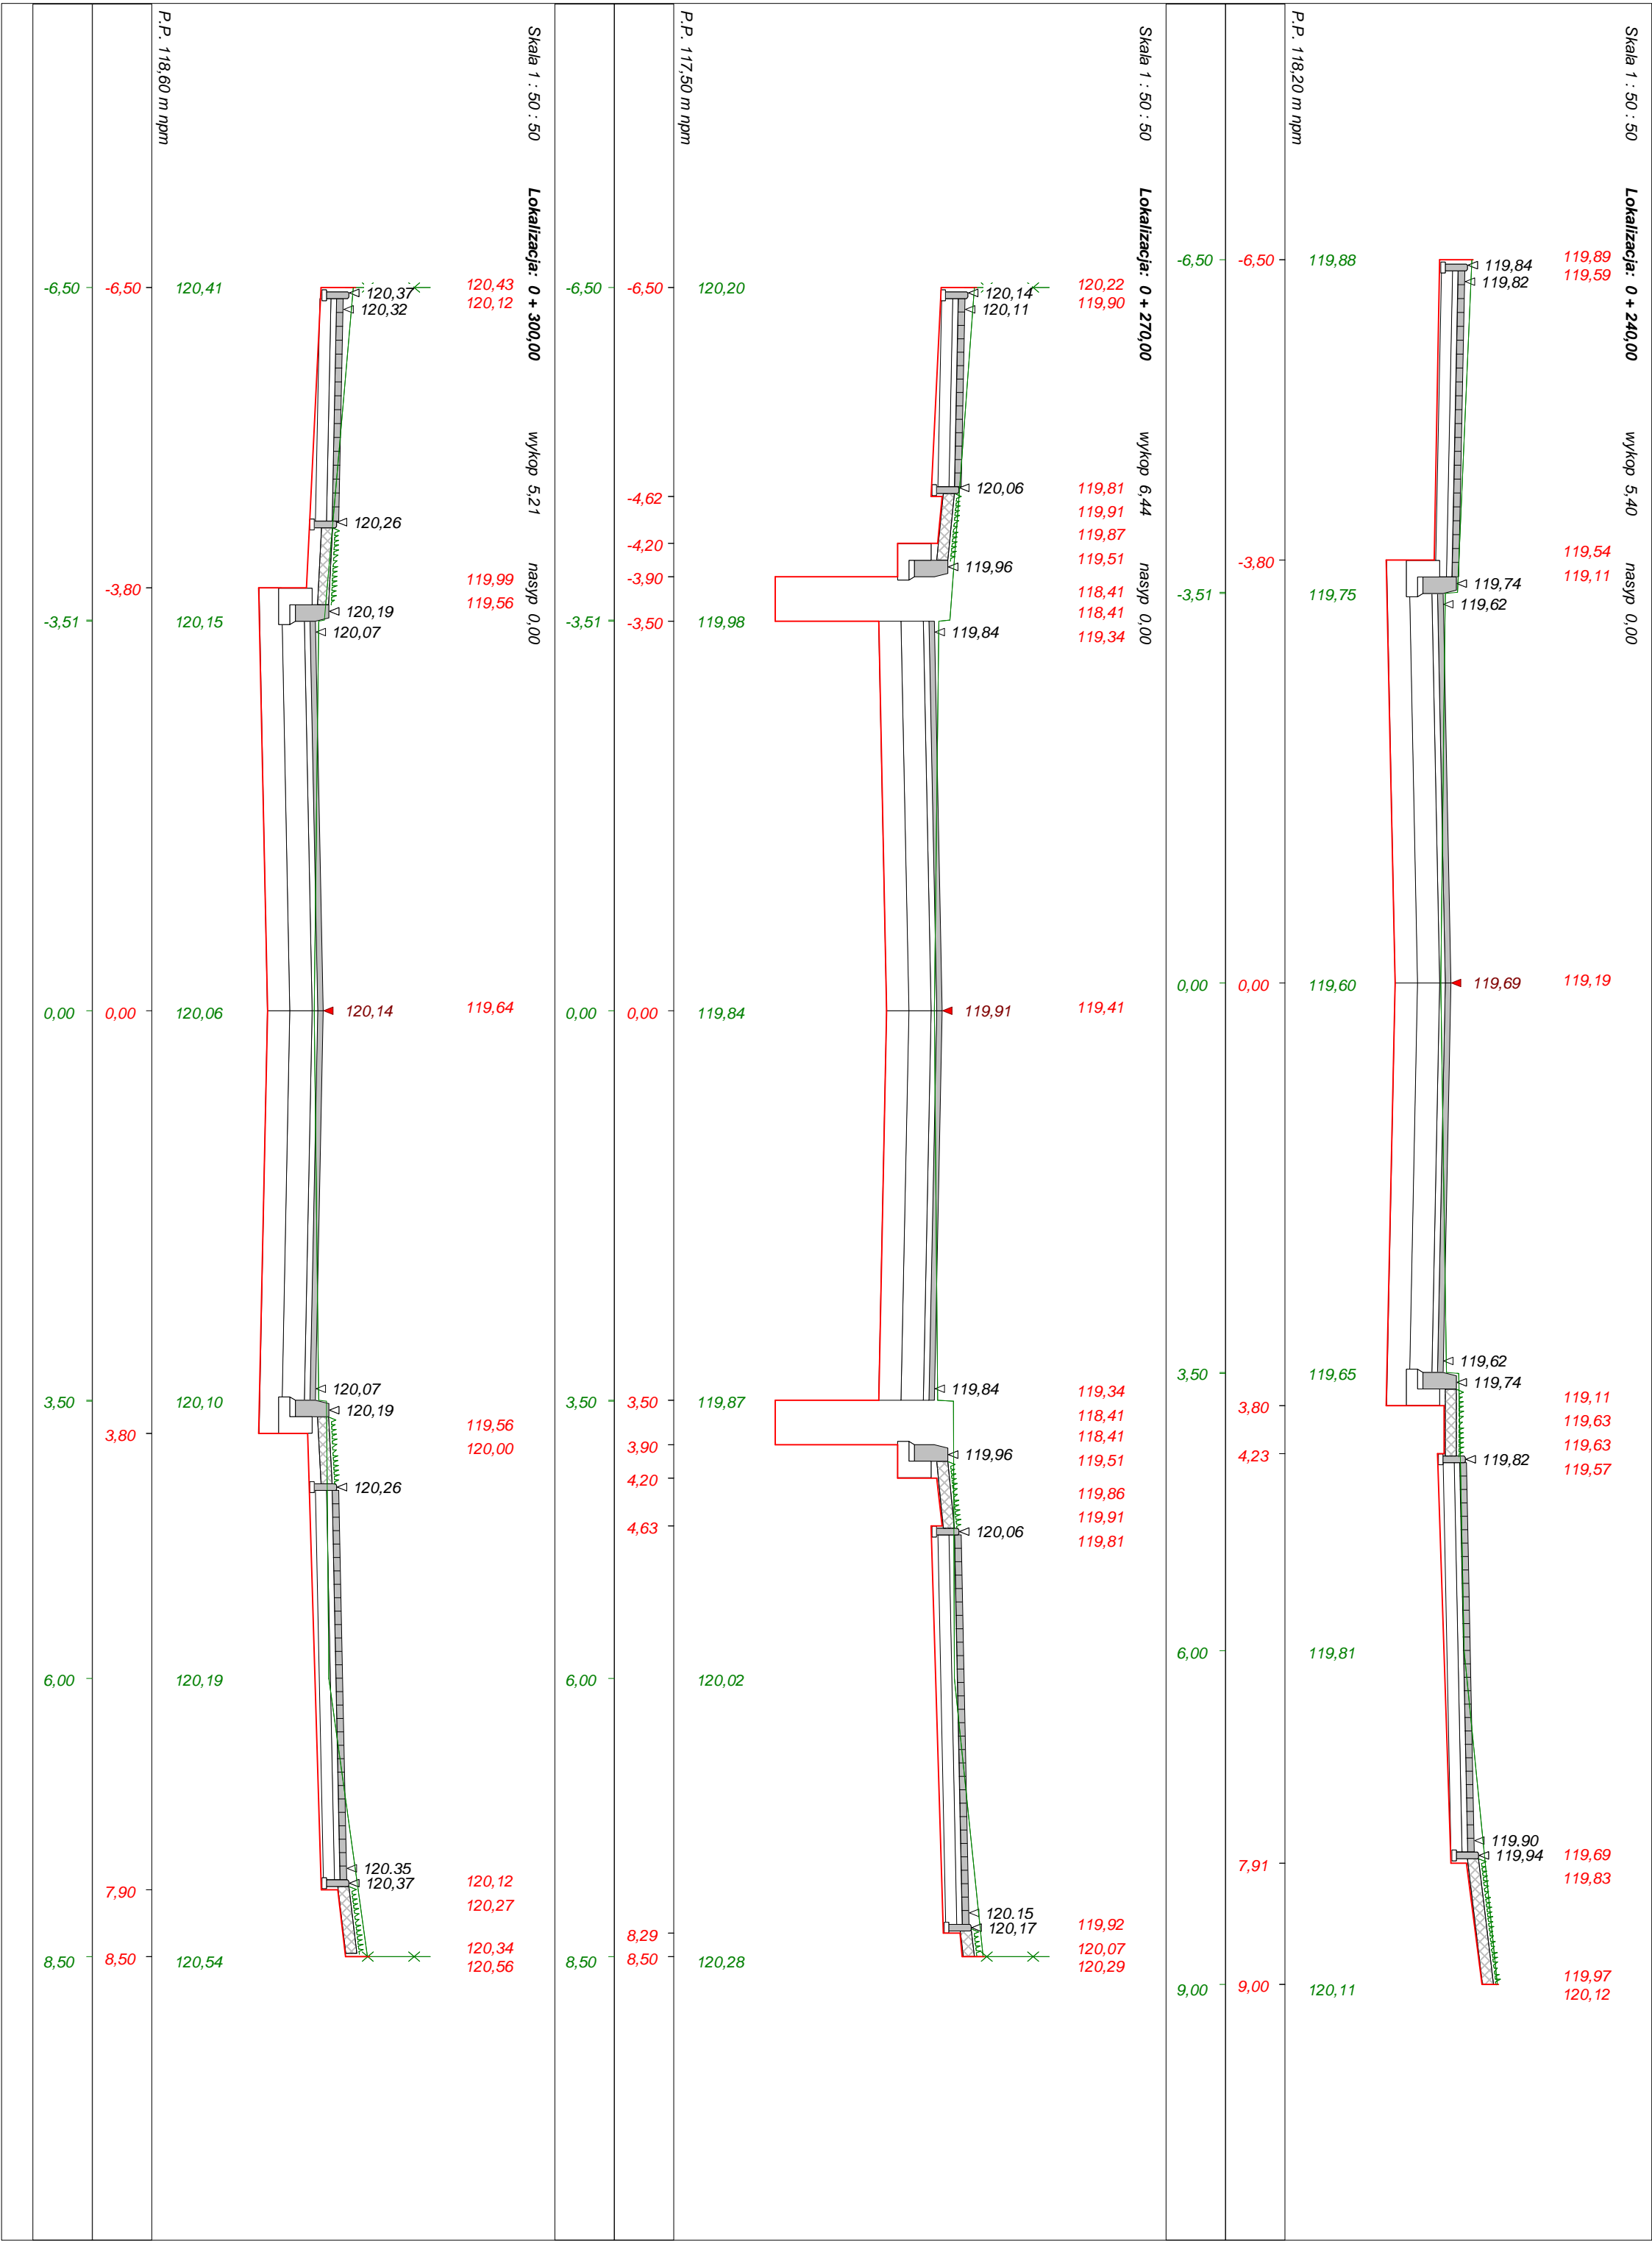 Skala 1 : 50 : 50 Lokalizacja: 0 + 240,00 wykop 5,40 nasyp 0,00
119,89 119,59 119,54 119,11 119,19 119,11 119,63 119,63 119,57 119,69 119,83 119,97 120,12
119,84 119,82 119,74 119,62 119,69 119,62 119,74 119,82 119,90 119,94
P.P. 118,20 m npm
119,88 119,75 119,60 119,65 119,81 120,11
-6,50 -3,80 0,00 3,80 4,23 7,91 9,00
-6,50 -3,51 0,00 3,50 6,00 9,00
Skala 1 : 50 : 50 Lokalizacja: 0 + 270,00 wykop 6,44 nasyp 0,00
120,22 119,90 119,81 119,91 119,87 119,51 118,41 118,41 119,34 119,41 119,34 118,41 118,41 119,51 119,86 119,91 119,81 119,92 120,07 120,29
120,14 120,11 120,06 119,96 119,84 119,91 119,84 119,96 120,06 120.15 120,17
P.P. 117,50 m npm
120,20 119,98 119,84 119,87 120,02 120,28
-6,50 -4,62 -4,20 -3,90 -3,50 0,00 3,50 3,90 4,20 4,63 8,29 8,50
-6,50 -3,51 0,00 3,50 6,00 8,50
Skala 1 : 50 : 50 Lokalizacja: 0 + 300,00 wykop 5,21 nasyp 0,00
120,43 120,12 119,99 119,56 119,64 119,56 120,00 120,12 120,27 120,34 120,56
120,37 120,32 120,26 120,19 120,07 120,14 120,07 120,19 120,26 120.35 120,37
P.P. 118,60 m npm
120,41 120,15 120,06 120,10 120,19 120,54
-6,50 -3,80 0,00 3,80 7,90 8,50
-6,50 -3,51 0,00 3,50 6,00 8,50